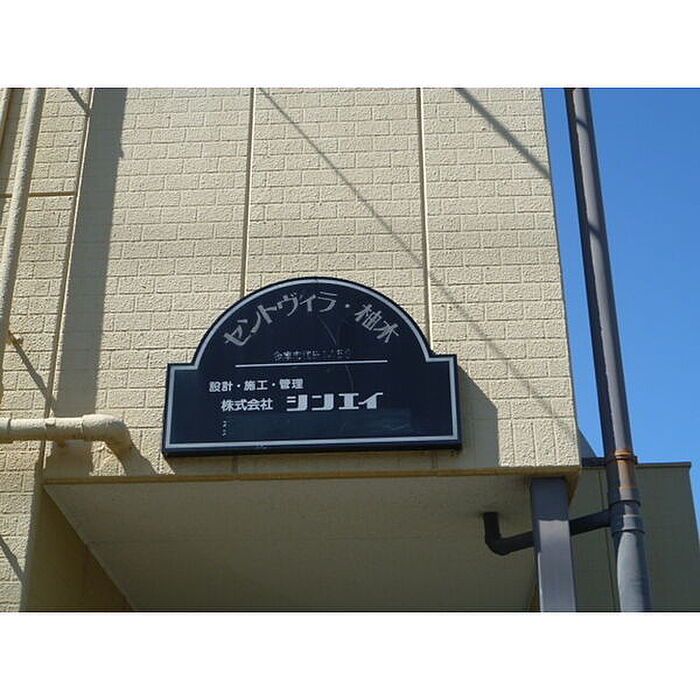 セントヴィラ・柚木
設計・施工・管理
株式会社 シンエイ